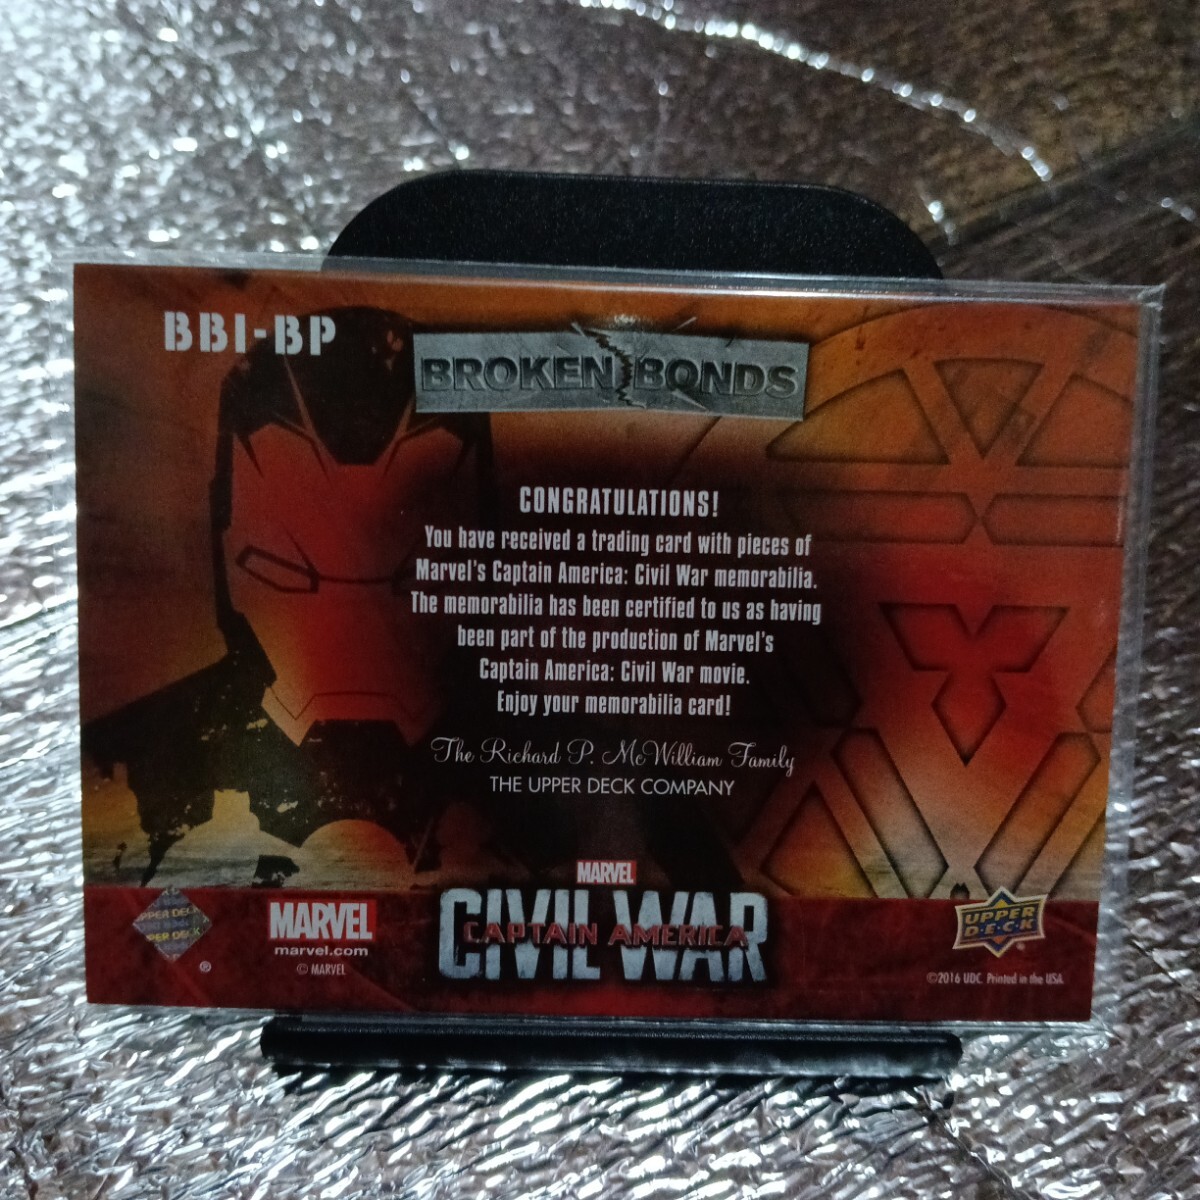 BBI-BP
BROKEN BONDS
CONGRATULATIONS!
You have received a trading card with pieces of
Marvel's Captain America: Civil War memorabilia.
The memorabilia has been certified to us as having
been part of the production of Marvel's
Captain America: Civil War movie.
Enjoy your memorabilia card!
The Richard P. McWilliam Family
THE UPPER DECK COMPANY
MARVEL
CIVIL WAR
CAPTAIN AMERICA
UPPER DECK
®
MARVEL
marvel.com
© MARVEL
UPPER
D·E·C·K
©2016 UDC. Printed in the USA.